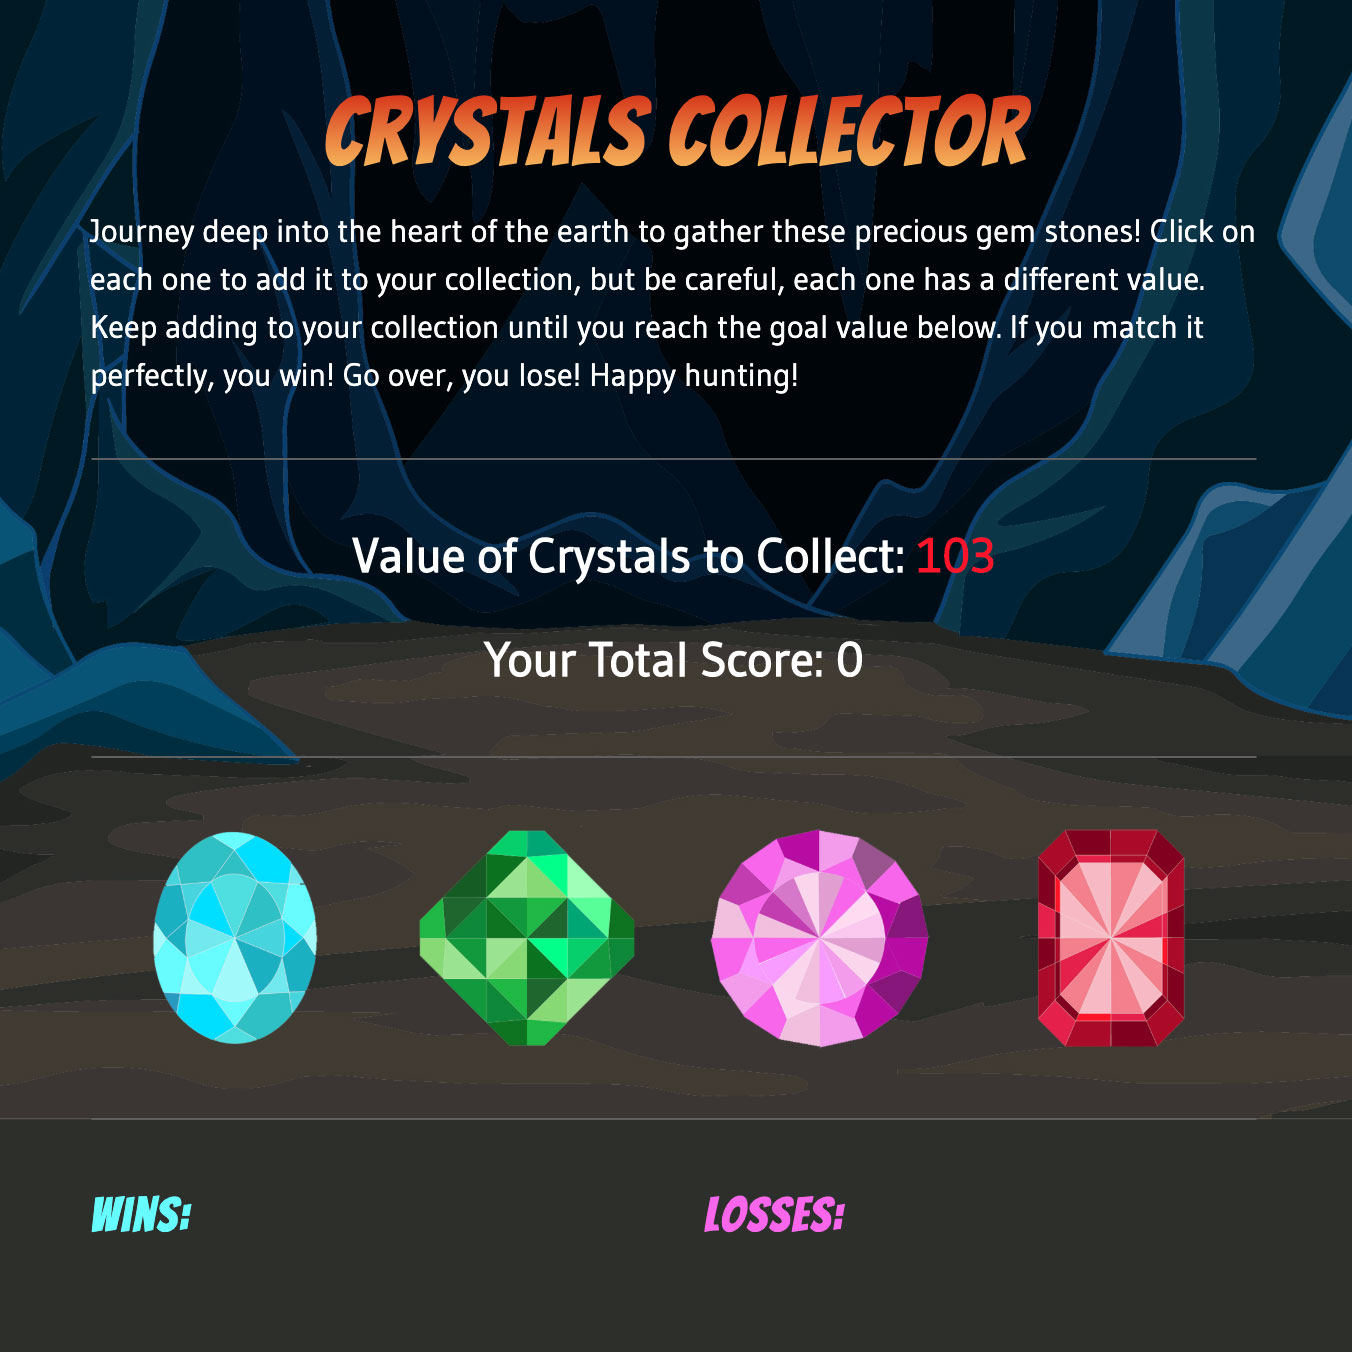 CRYSTALS COLLECTOR
Journey deep into the heart of the earth to gather these precious gem stones! Click on
each one to add it to your collection, but be careful, each one has a different value.
Keep adding to your collection until you reach the goal value below. If you match it
perfectly, you win! Go over, you lose! Happy hunting!
Value of Crystals to Collect: 103
Your Total Score: 0
WINS:
LOSSES: